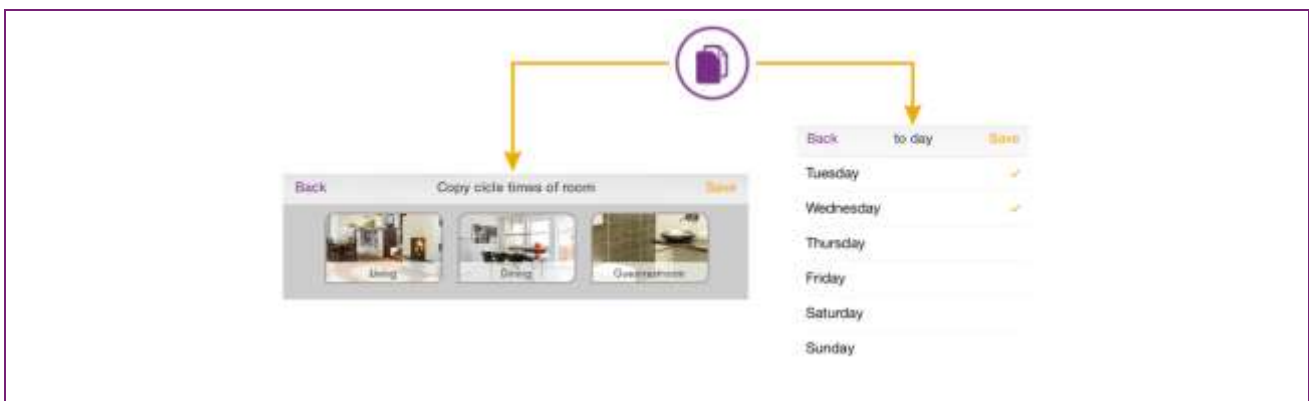 Back to day Save
Tuesday
Wednesday
Thursday
Friday
Saturday
Sunday
Back Copy cicle times of room Save
Living Dining